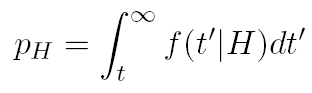 p_H = \int_t^\infty f(t'|H)dt'